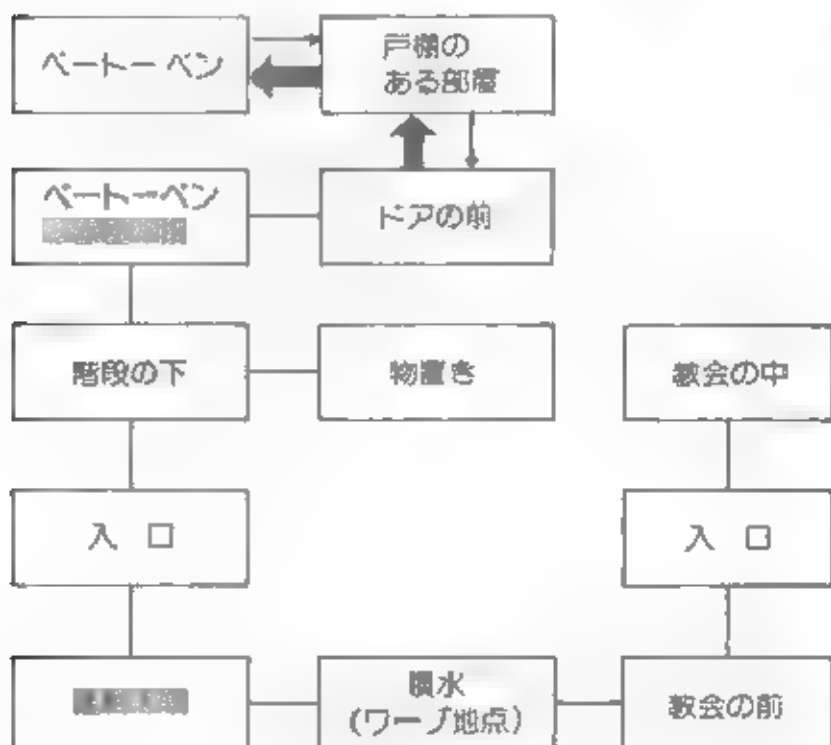 ベートーベン
戸棚の
ある部屋
ベートーベン
ドアの前
階段の下
物置き
教会の中
入 口
入 口
噴水
(ワープ地点)
教会の前